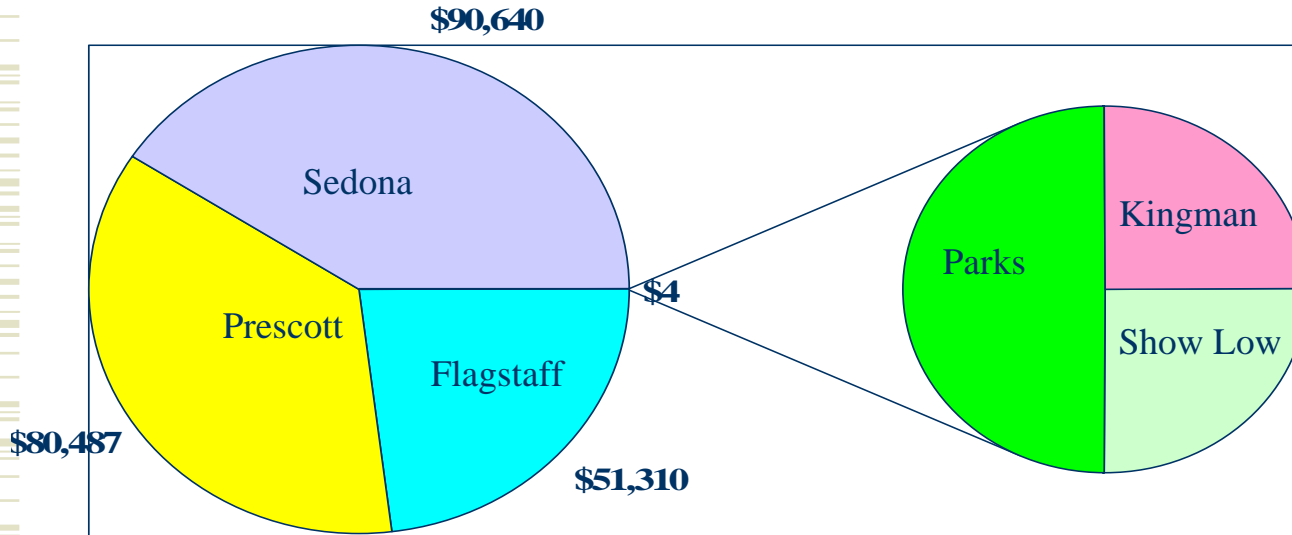 $90,640
Sedona
Kingman
Parks
$4
Prescott
Show Low
Flagstaff
$80,487
$51,310